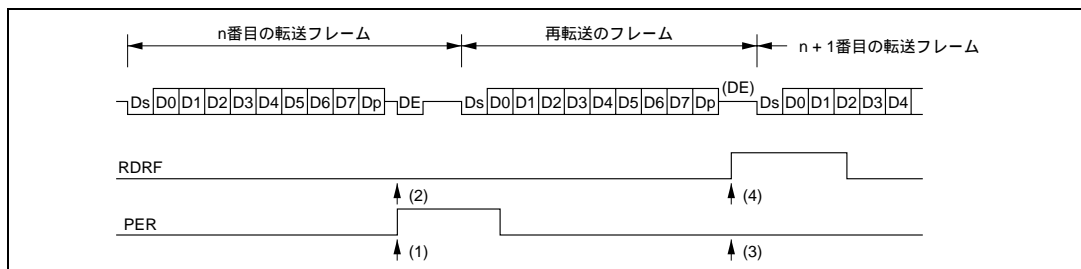 n番目の転送フレーム 再転送のフレーム n + 1番目の転送フレーム
Ds D0 D1 D2 D3 D4 D5 D6 D7 Dp DE Ds D0 D1 D2 D3 D4 D5 D6 D7 Dp (DE) Ds D0 D1 D2 D3 D4
RDRF
(2) (4)
PER
(1) (3)